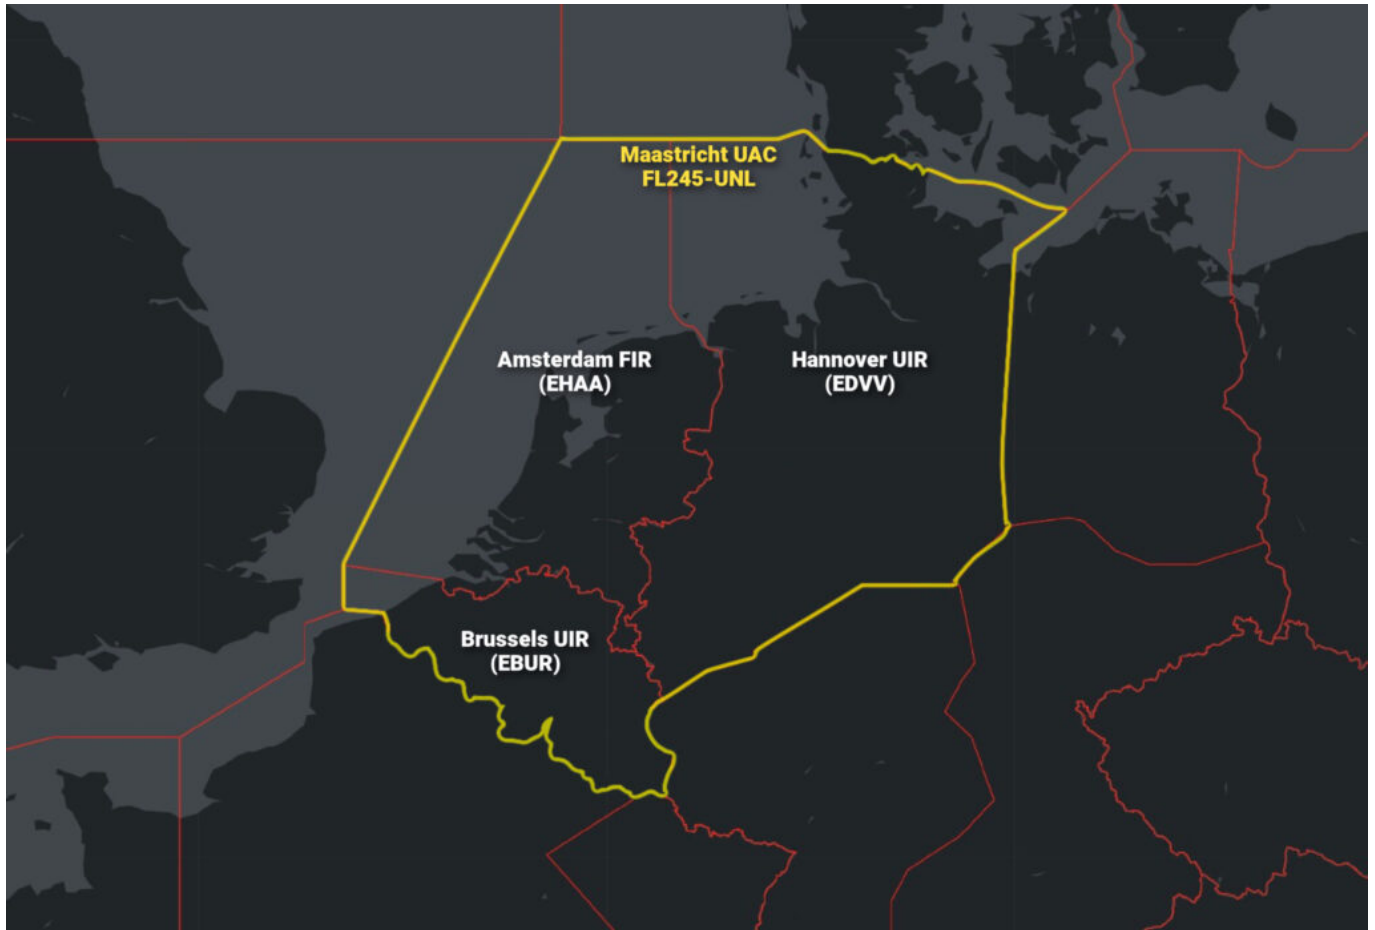 Maastricht UAC
FL245-UNL
Amsterdam FIR
(EHAA)
Hannover UIR
(EDVV)
Brussels UIR
(EBUR)